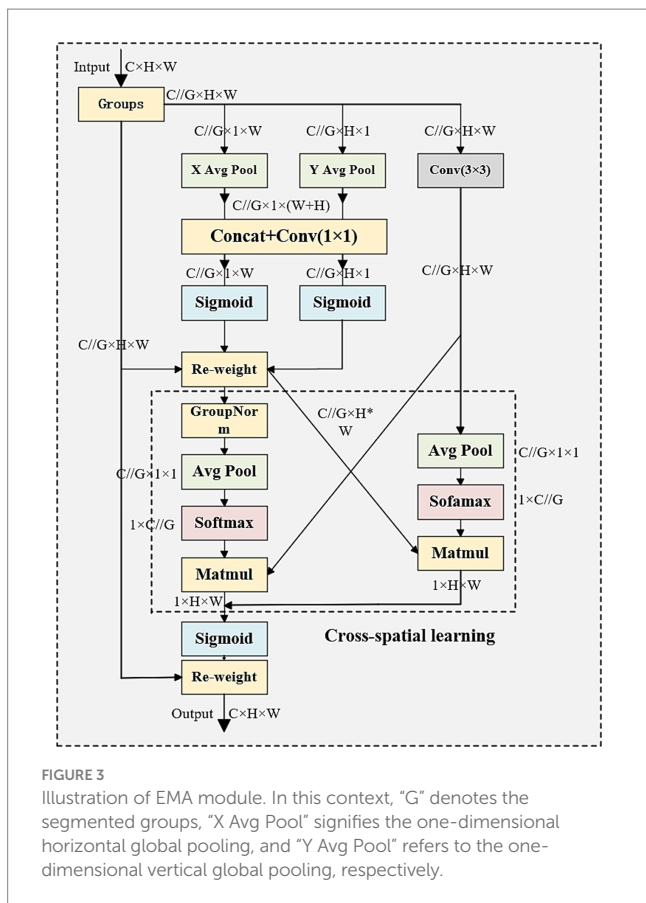 Intput C×H×W
Groups
C//G×H×W
C//G×1×W
C//G×H×1
C//G×H×W
X Avg Pool
Y Avg Pool
Conv(3×3)
C//G×1×(W+H)
Concat+Conv(1×1)
C//G×1×W
C//G×H×1
C//G×H×W
Sigmoid
Sigmoid
C//G×H×W
Re-weight
GroupNor
m
C//G×H*
W
Avg Pool
C//G×1×1
Avg Pool
C//G×1×1
Softmax
1×C//G
Sofamax
1×C//G
Matmul
Matmul
1×H×W
1×H×W
Sigmoid
Cross-spatial learning
Re-weight
Output C×H×W
FIGURE 3
Illustration of EMA module. In this context, “G” denotes the
segmented groups, “X Avg Pool” signifies the one-dimensional
horizontal global pooling, and “Y Avg Pool” refers to the one-
dimensional vertical global pooling, respectively.